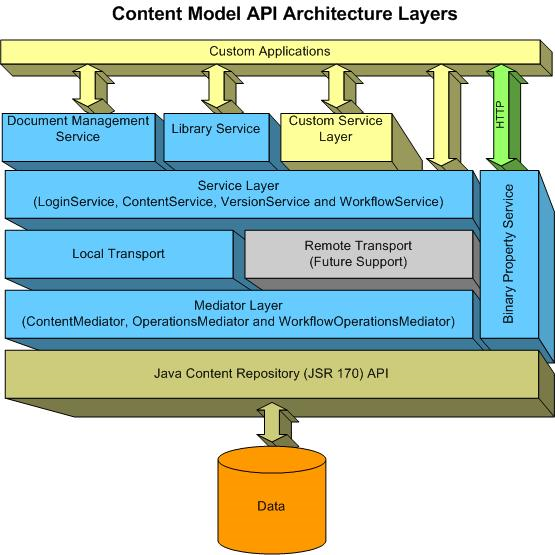 Content Model API Architecture Layers
Custom Applications
HTTP
Document Management
Service
Library Service
Custom Service
Layer
Service Layer
(LoginService, ContentService, VersionService and WorkflowService)
Binary Property Service
Local Transport
Remote Transport
(Future Support)
Mediator Layer
(ContentMediator, OperationsMediator and WorkflowOperationsMediator)
Java Content Repository (JSR 170) API
Data